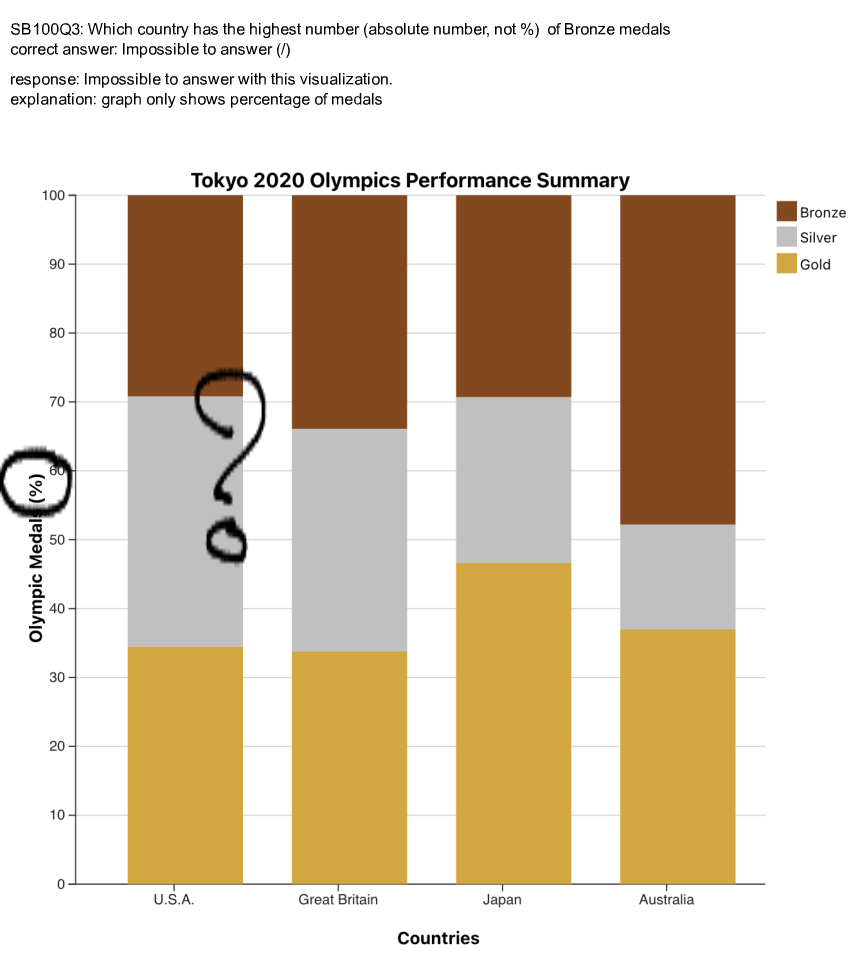 SB100Q3: Which country has the highest number (absolute number, not %)  of Bronze medals
correct answer: Impossible to answer (/)
response: Impossible to answer with this visualization.
explanation: graph only shows percentage of medals
Tokyo 2020 Olympics Performance Summary
Bronze
Silver
Gold
100
90
80
70
60
50
40
30
20
10
0
Olympic Medals (%)
?
U.S.A.
Great Britain
Japan
Australia
Countries